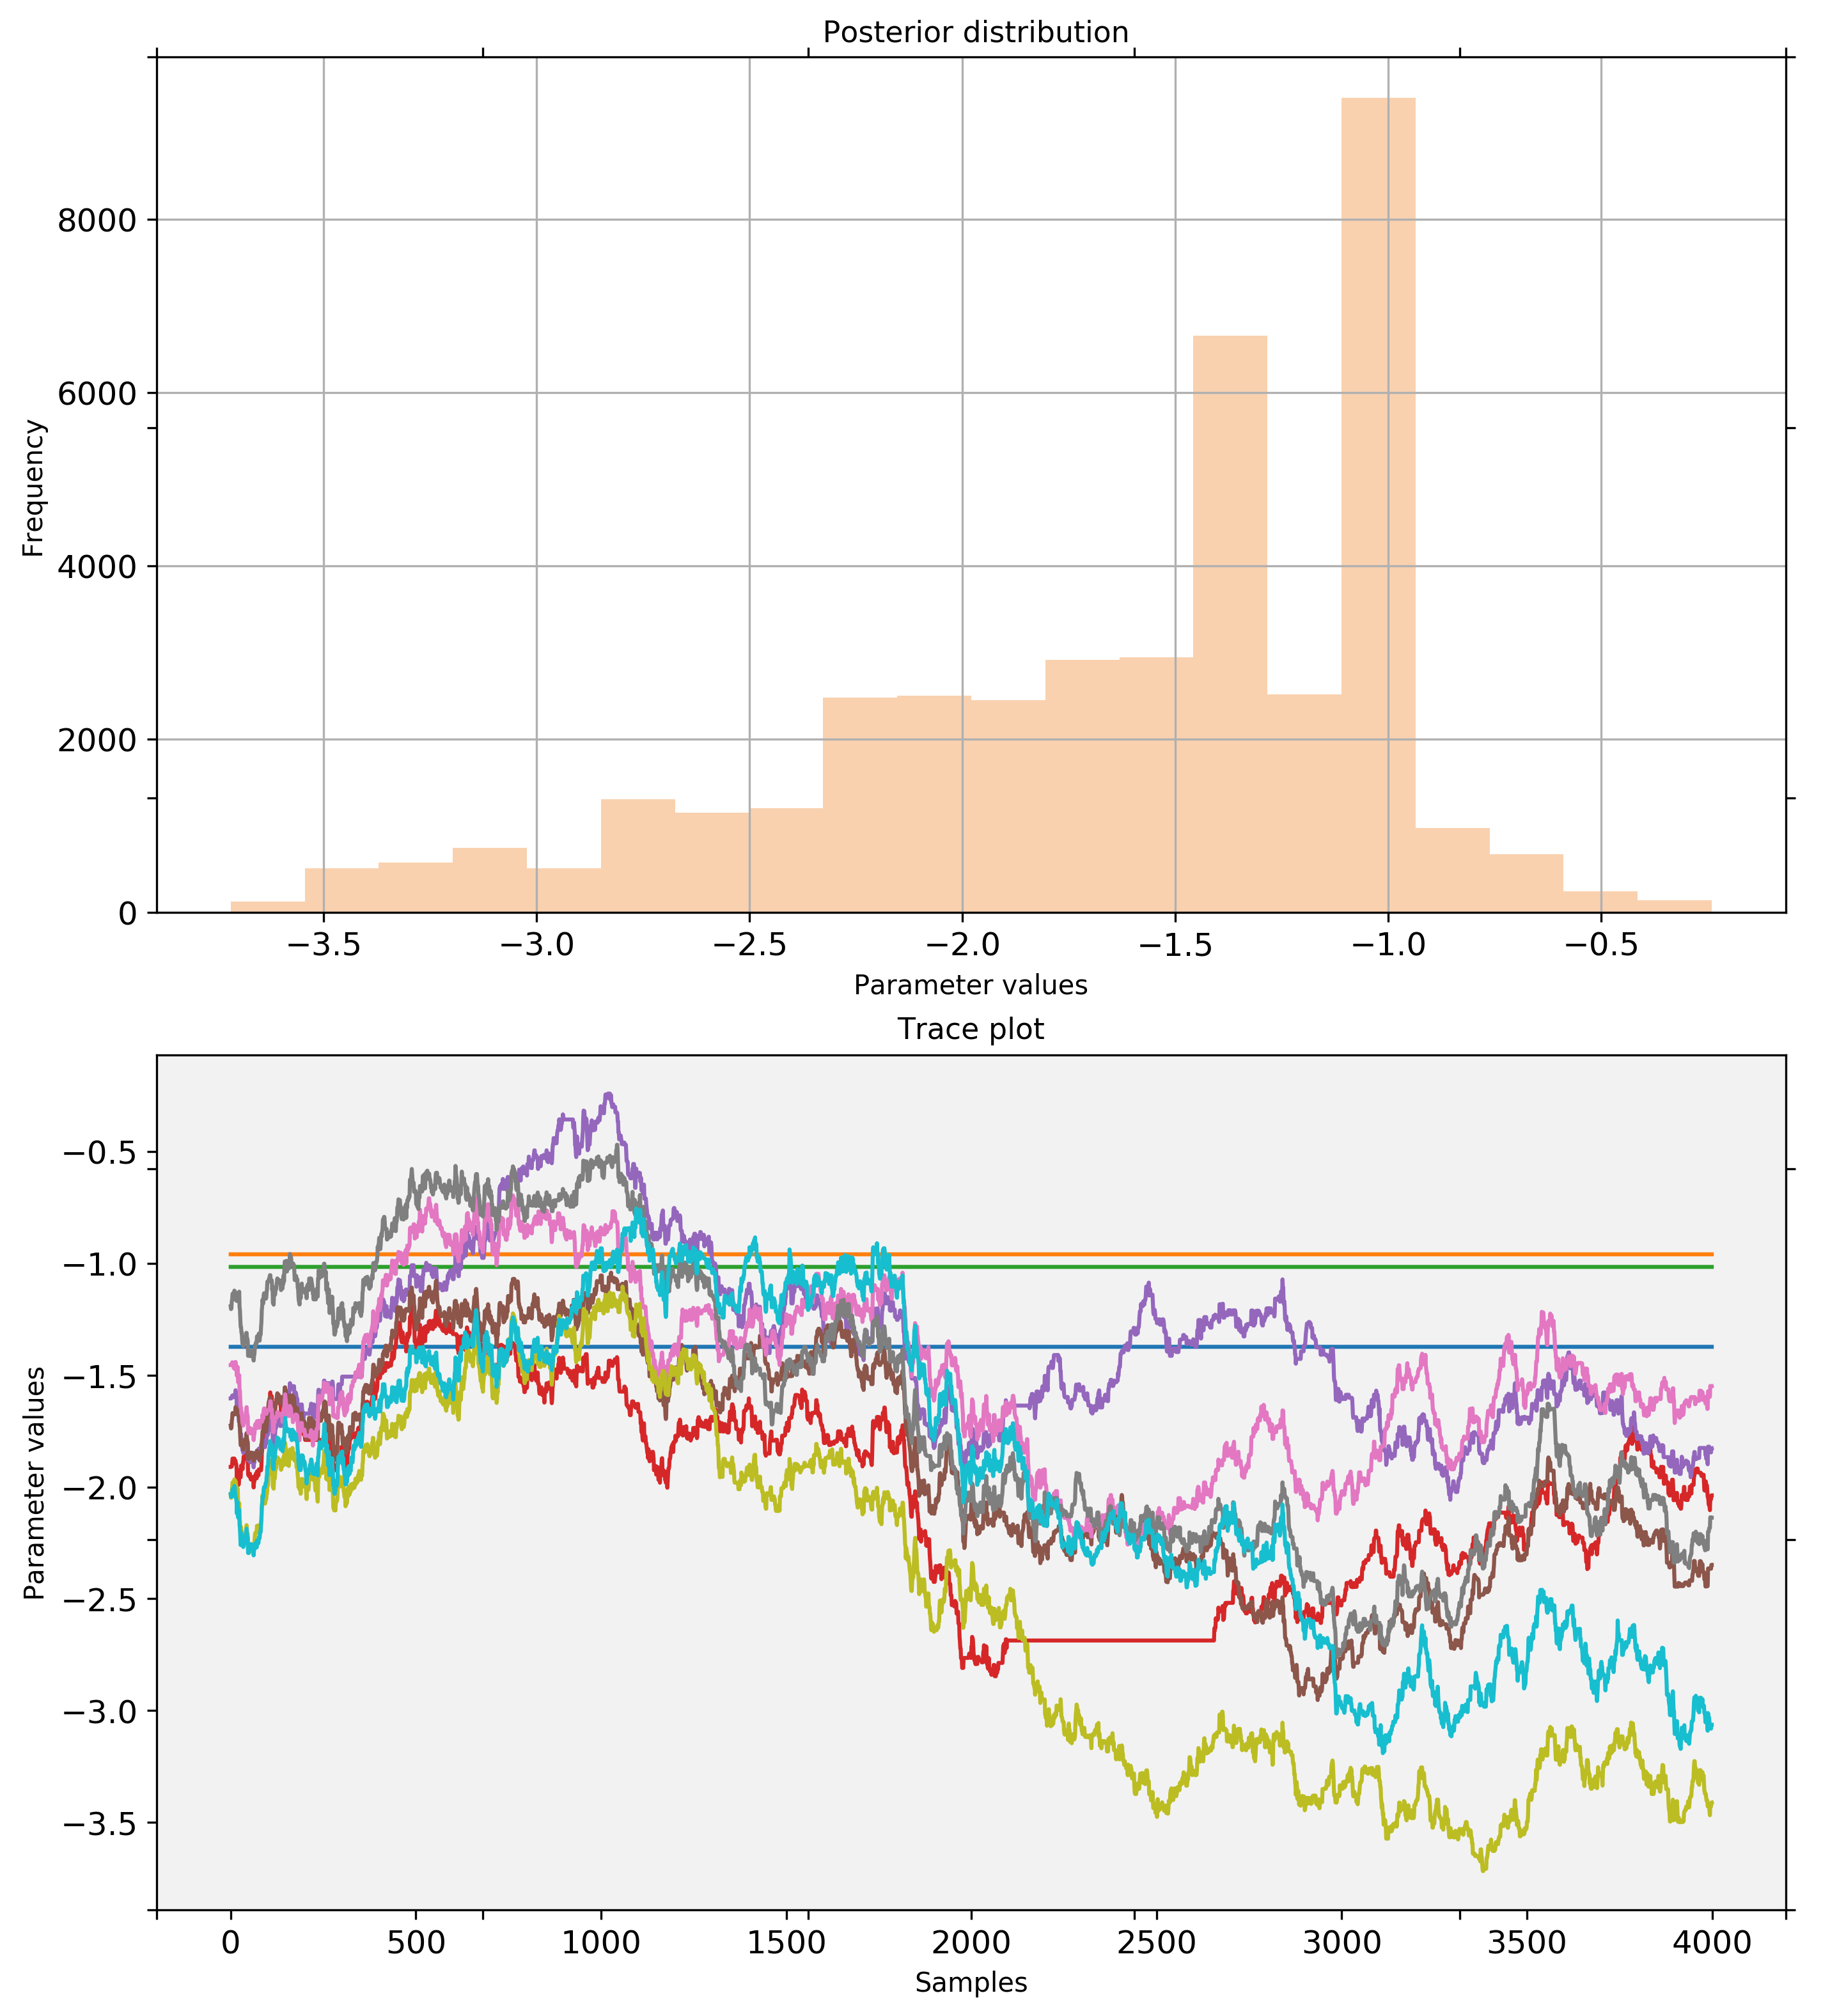 Posterior distribution
Frequency
8000
6000
4000
2000
0
−3.5 −3.0 −2.5 −2.0 −1.5 −1.0 −0.5
Parameter values
Trace plot
Parameter values
−0.5
−1.0
−1.5
−2.0
−2.5
−3.0
−3.5
0 500 1000 1500 2000 2500 3000 3500 4000
Samples